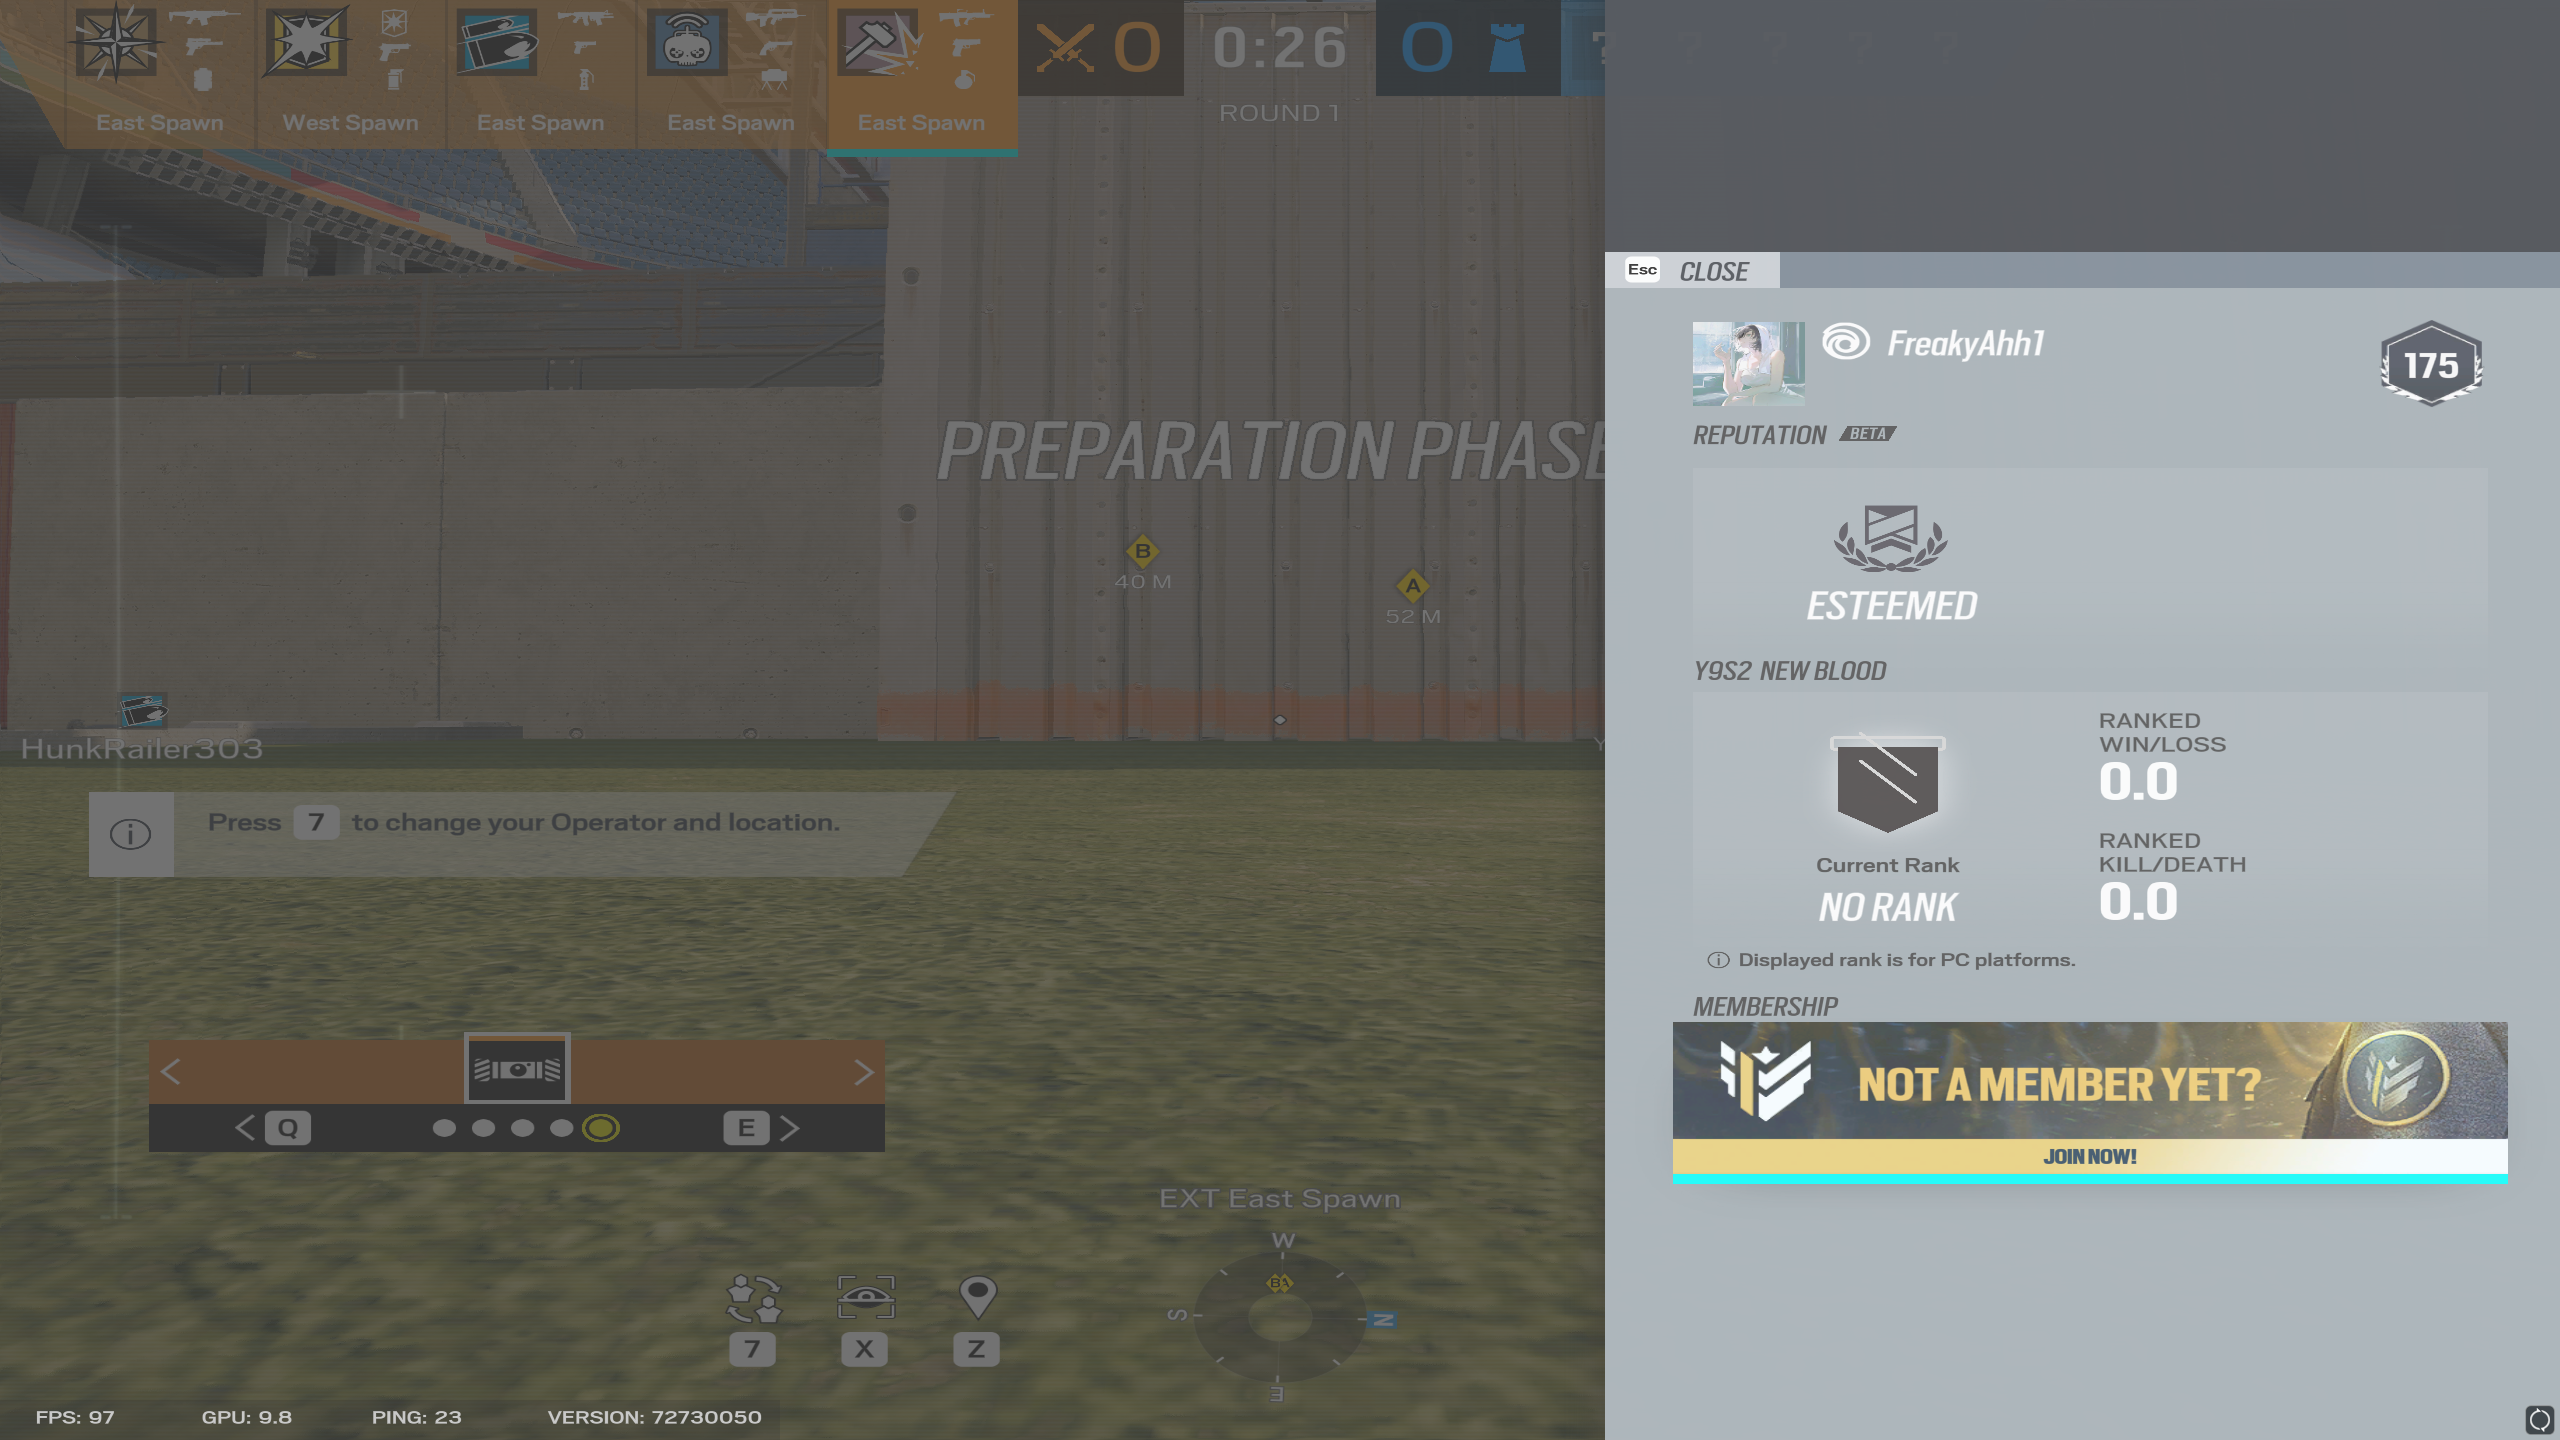 East Spawn
West Spawn
East Spawn
East Spawn
East Spawn
0
0:26
0
ROUND 1
? ? ? ? ?
PREPARATION PHASE
B
40 M
A
52 M
HunkRailer303
Press 7 to change your Operator and location.
Q
E
EXT East Spawn
W
BA
S
N
E
7
X
Z
FPS: 97
GPU: 9.8
PING: 23
VERSION: 72730050
Esc CLOSE
FreakyAhh1
175
REPUTATION BETA
ESTEEMED
Y9S2 NEW BLOOD
RANKED
WIN/LOSS
0.0
RANKED
KILL/DEATH
0.0
Current Rank
NO RANK
Displayed rank is for PC platforms.
MEMBERSHIP
NOT A MEMBER YET?
JOIN NOW!